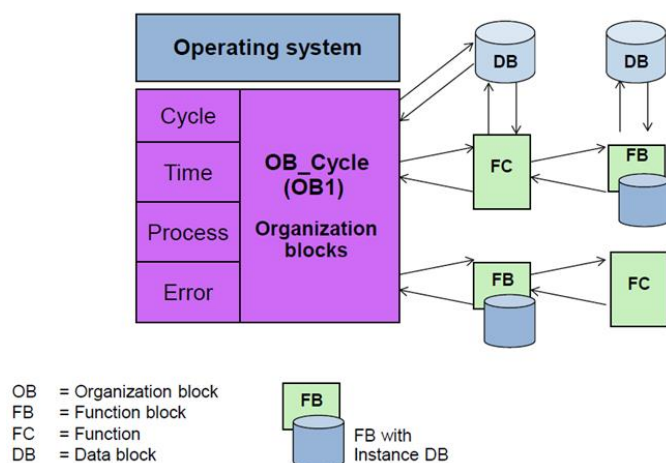 Operating system
DB
DB
Cycle
Time
Process
Error
OB_Cycle
(OB1)
Organization
blocks
FC
FB
FB
FC
OB = Organization block
FB = Function block
FC = Function
DB = Data block
FB
FB with
Instance DB